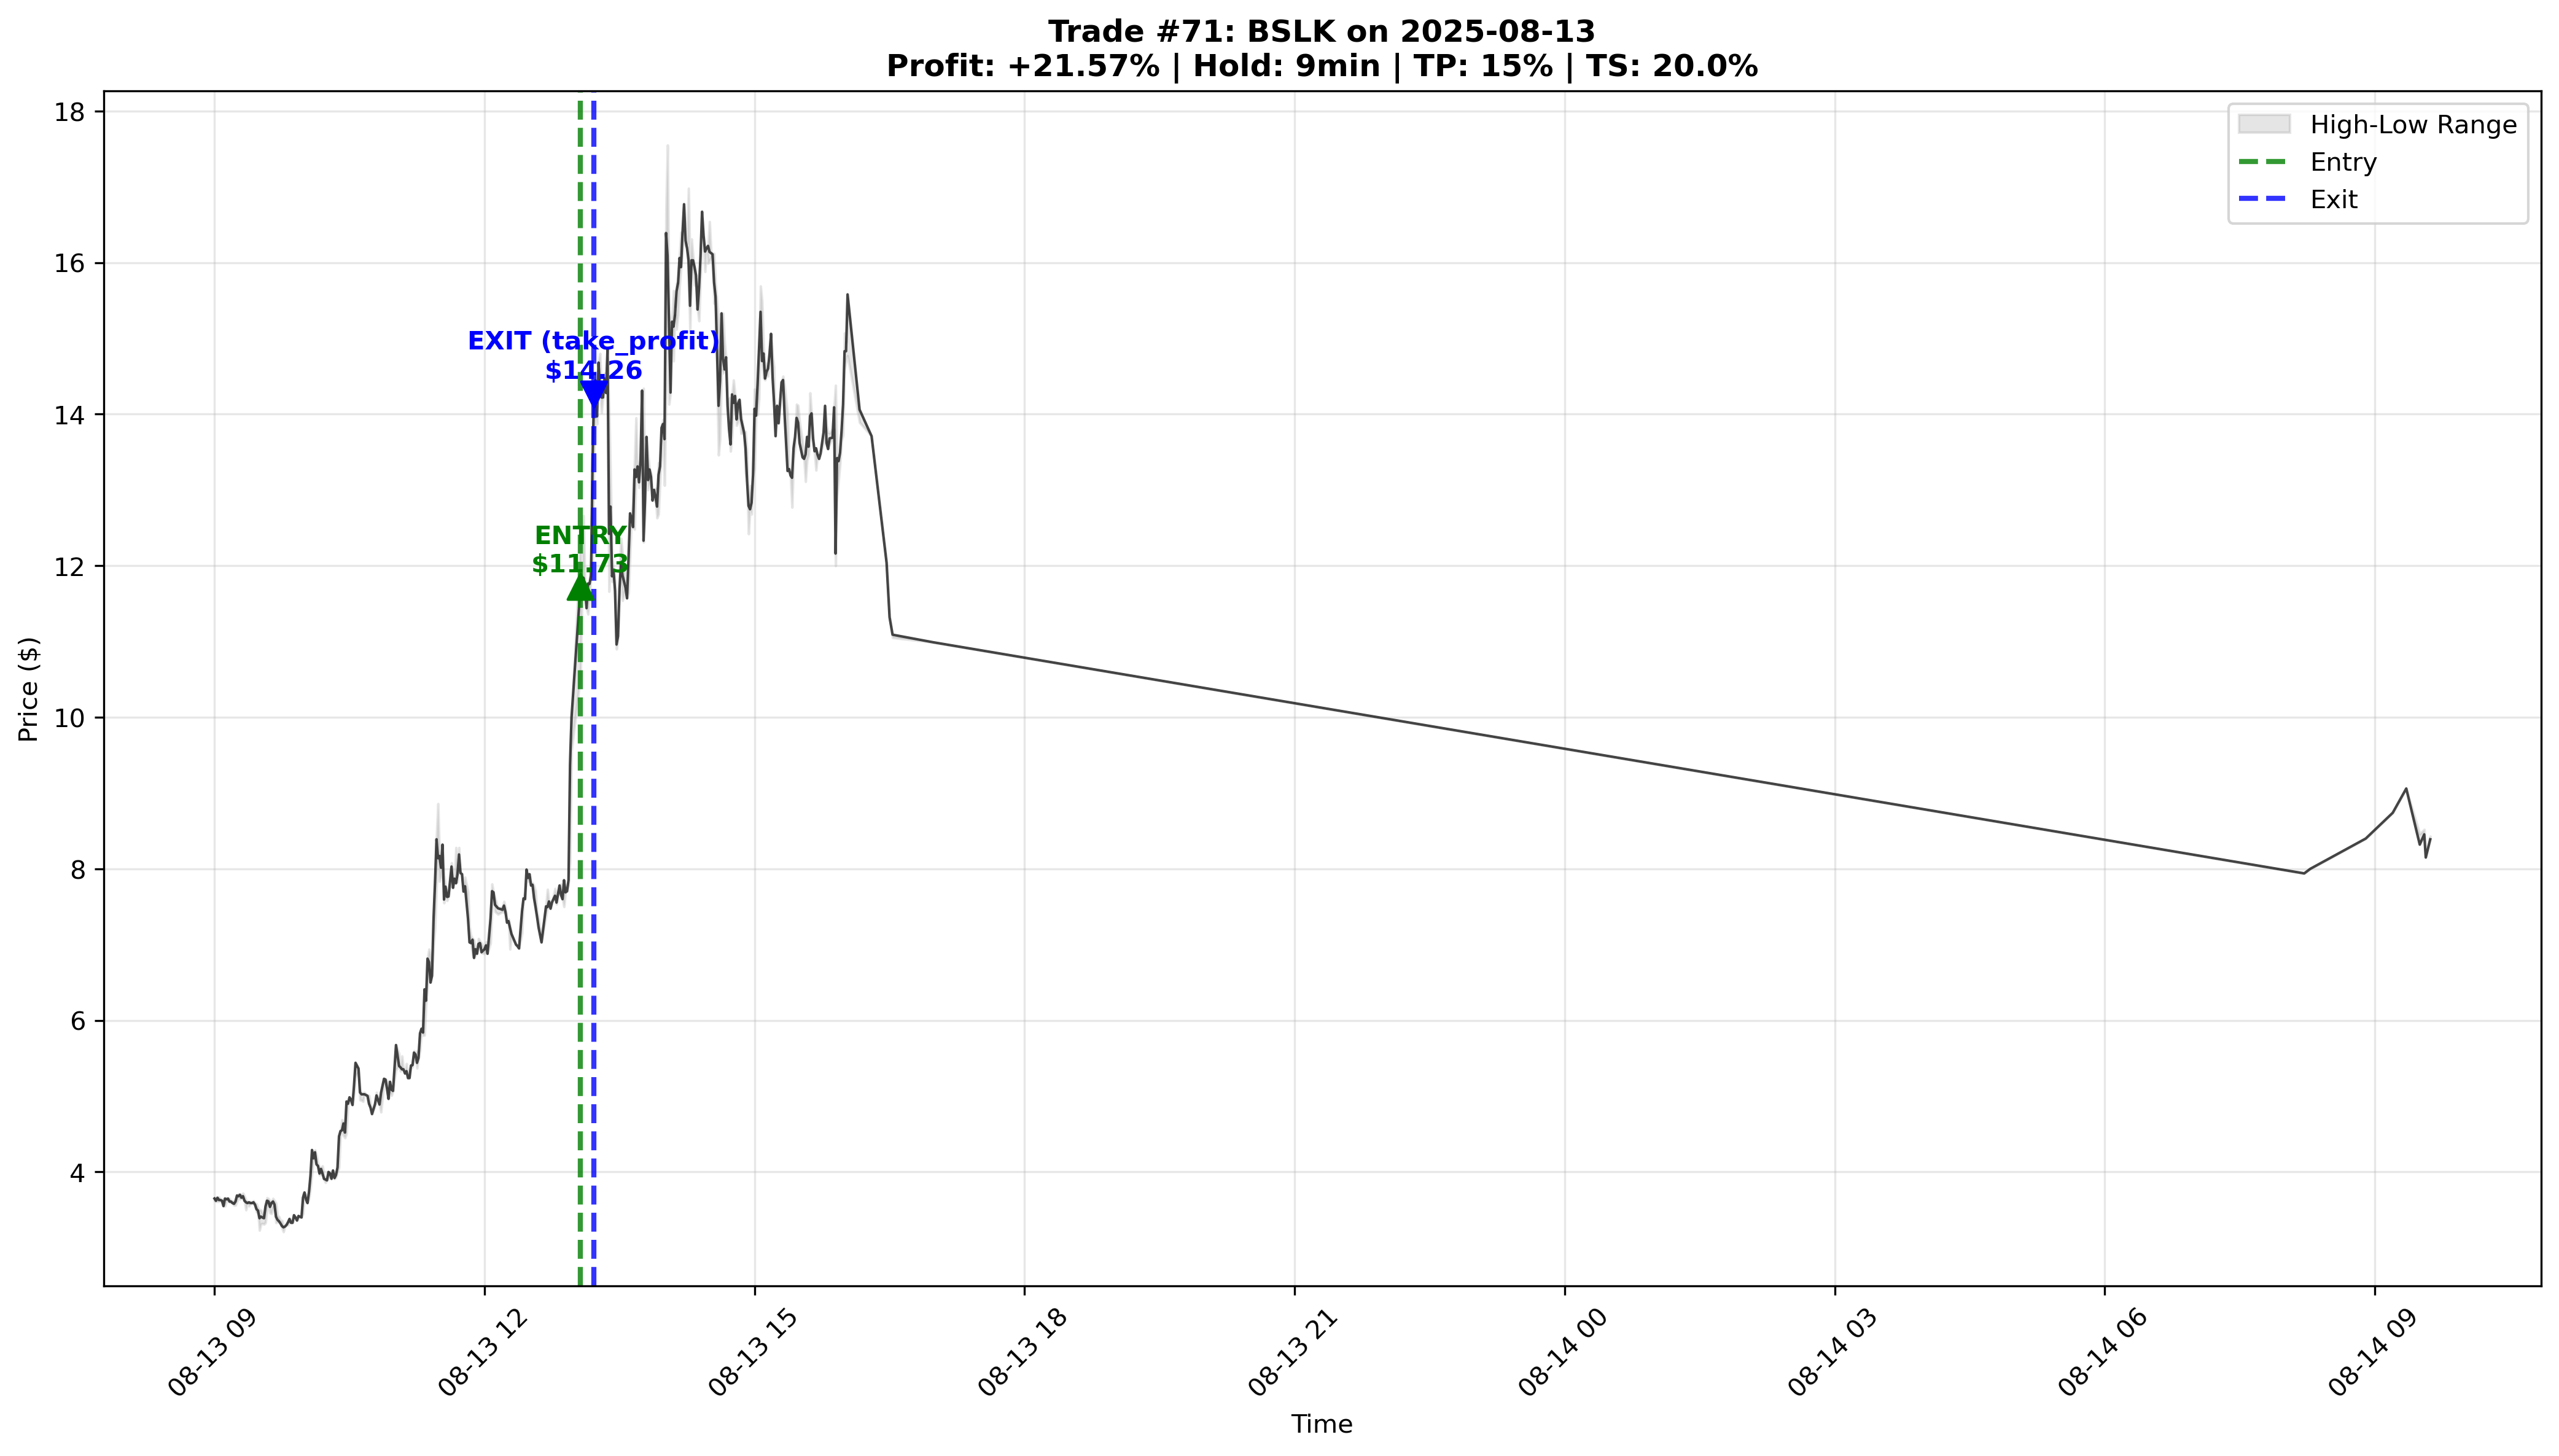 Trade #71: BSLK on 2025-08-13
Profit: +21.57% | Hold: 9min | TP: 15% | TS: 20.0%
High-Low Range
Entry
Exit
EXIT (take_profit)
$14.26
ENTRY
$11.73
Price ($)
18
16
14
12
10
8
6
4
08-13 09
08-13 12
08-13 15
08-13 18
08-13 21
08-14 00
08-14 03
08-14 06
08-14 09
Time